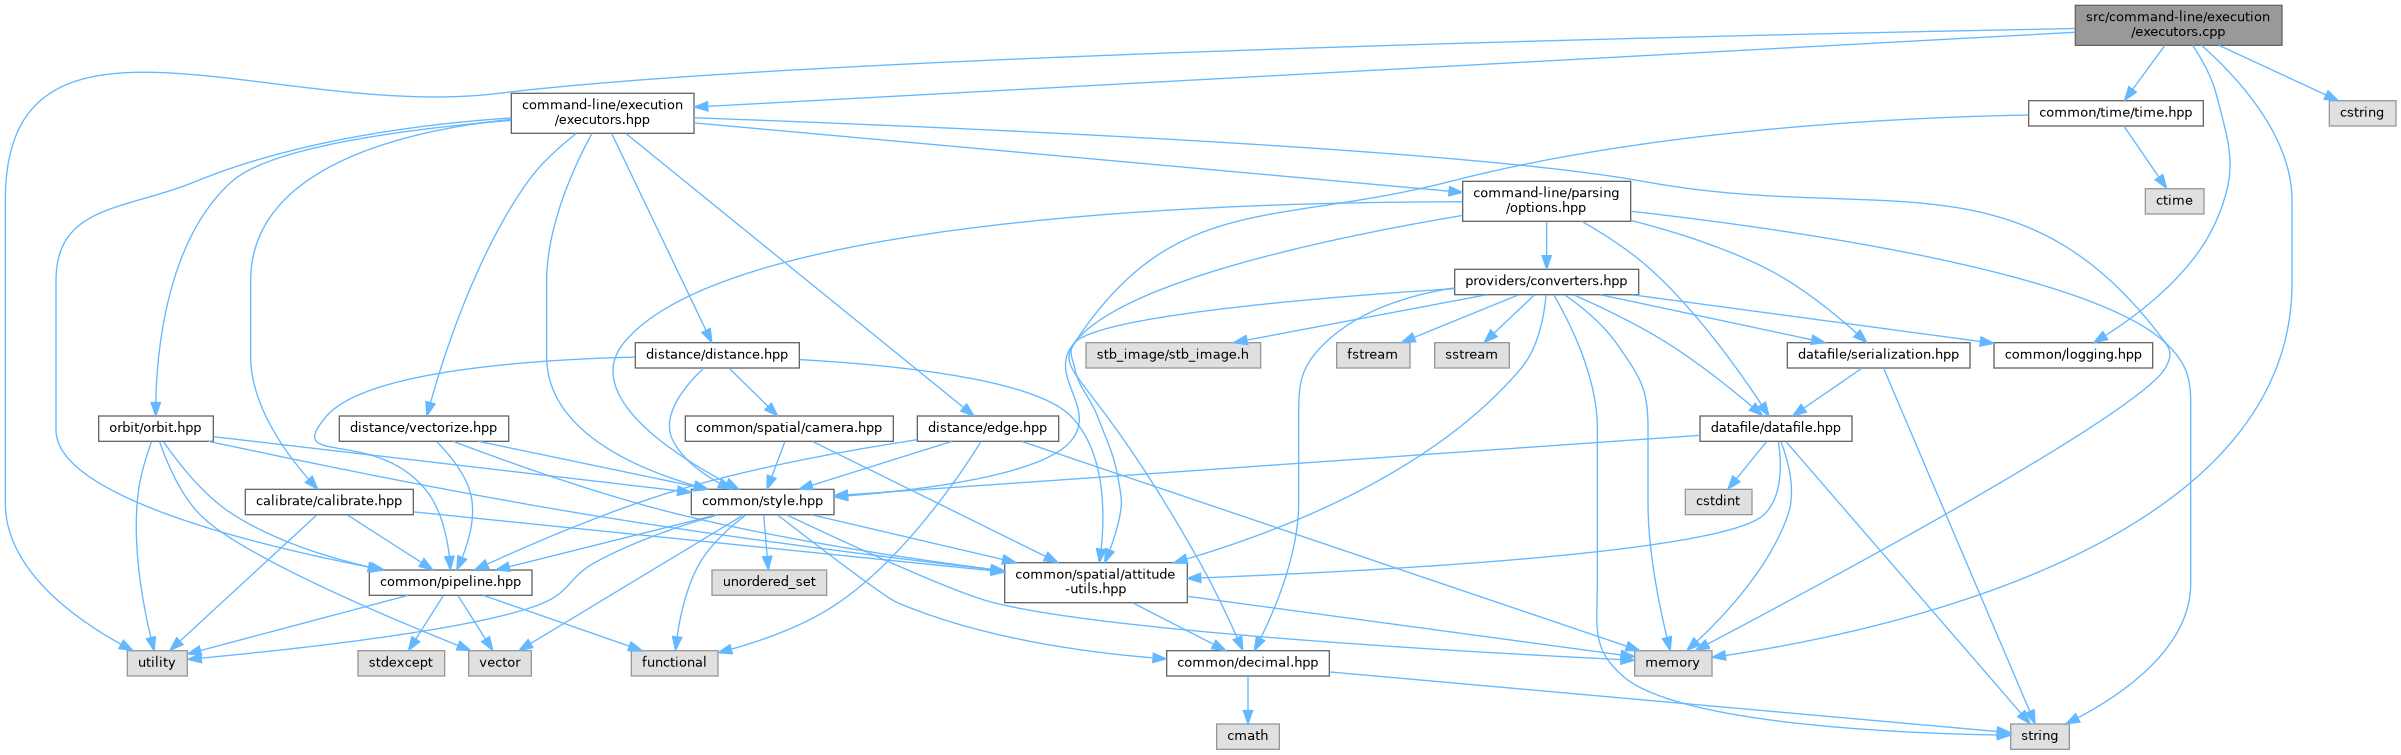 src/command-line/execution
/executors.cpp
command-line/execution
/executors.hpp
common/time/time.hpp
cstring
command-line/parsing
/options.hpp
ctime
providers/converters.hpp
distance/distance.hpp
stb_image/stb_image.h
fstream
sstream
datafile/serialization.hpp
common/logging.hpp
orbit/orbit.hpp
distance/vectorize.hpp
common/spatial/camera.hpp
distance/edge.hpp
datafile/datafile.hpp
calibrate/calibrate.hpp
common/style.hpp
cstdint
common/pipeline.hpp
unordered_set
common/spatial/attitude
-utils.hpp
utility
stdexcept
vector
functional
common/decimal.hpp
memory
cmath
string